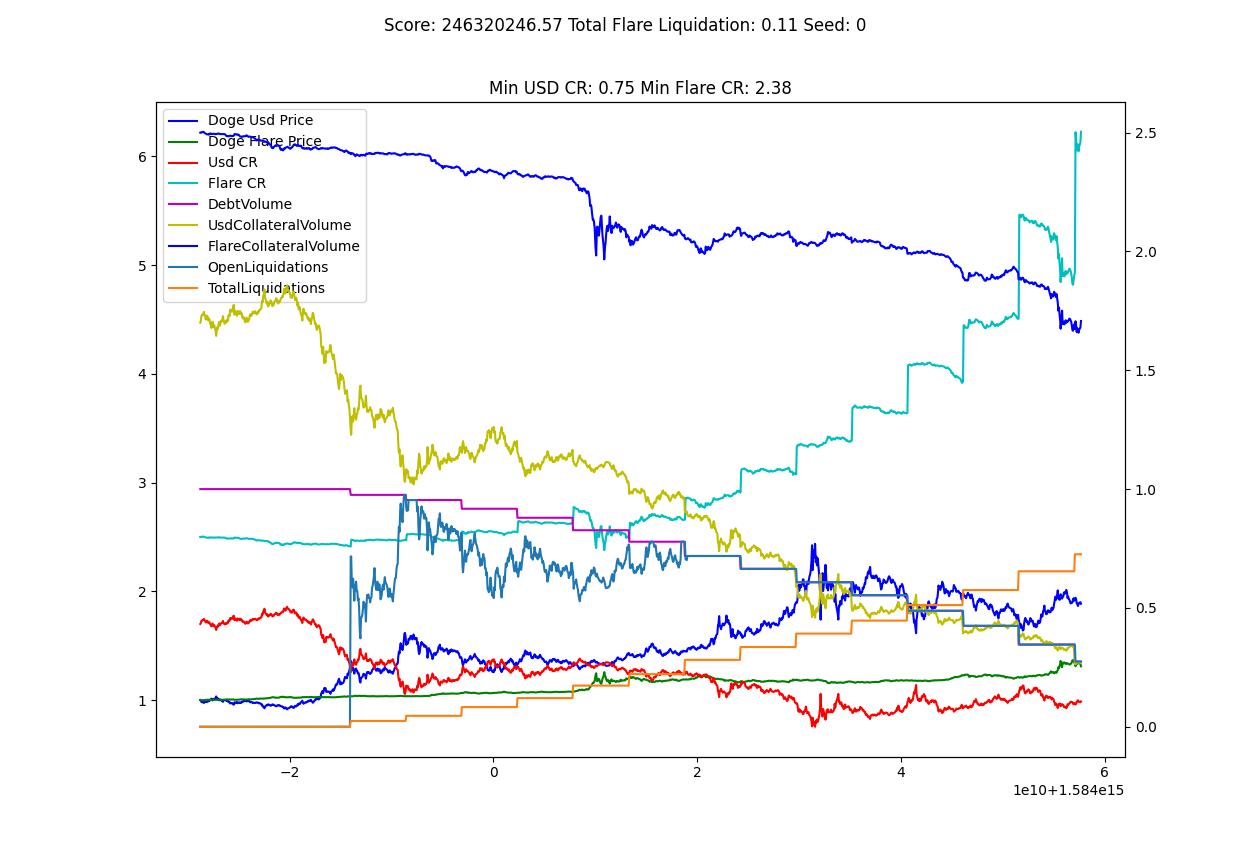 Score: 246320246.57 Total Flare Liquidation: 0.11 Seed: 0
Min USD CR: 0.75 Min Flare CR: 2.38
Doge Usd Price
Doge Flare Price
Usd CR
Flare CR
DebtVolume
UsdCollateralVolume
FlareCollateralVolume
OpenLiquidations
TotalLiquidations
6
5
4
3
2
1
2.5
2.0
1.5
1.0
0.5
0.0
−2
0
2
4
6
1e10+1.584e15